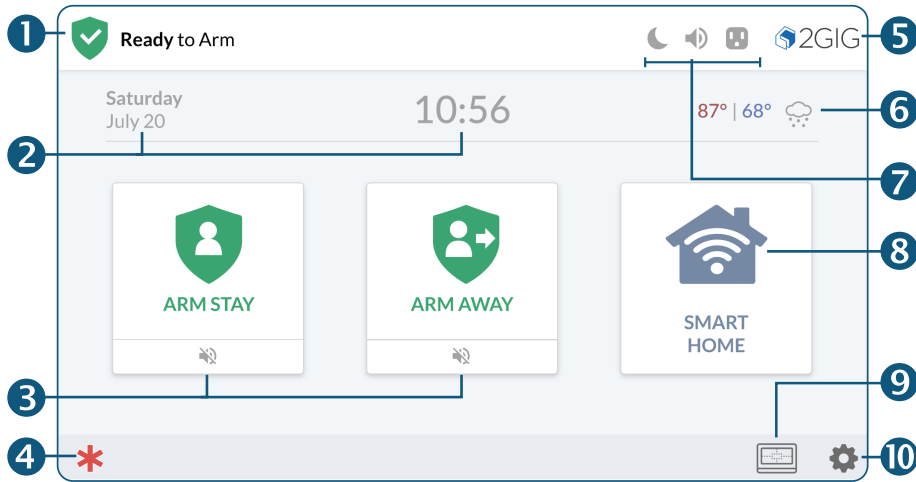 1
Ready to Arm
2GIG
5
Saturday
July 20
10:56
87° | 68°
6
2
7
8
ARM STAY
ARM AWAY
SMART
HOME
3
9
4
10